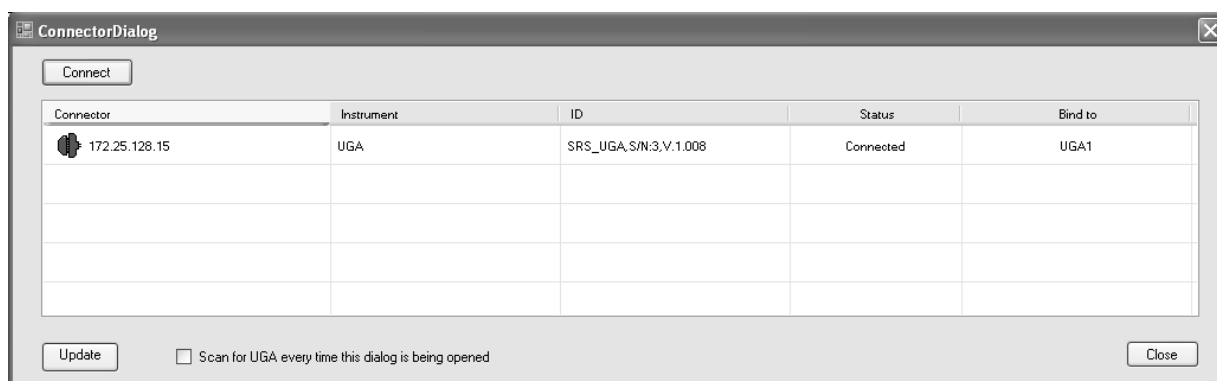 ConnectorDialog
Connect
Connector Instrument ID Status Bind to
172.25.128.15 UGA SRS_UGA,S/N:3,V.1.008 Connected UGA1
Update Scan for UGA every time this dialog is being opened Close